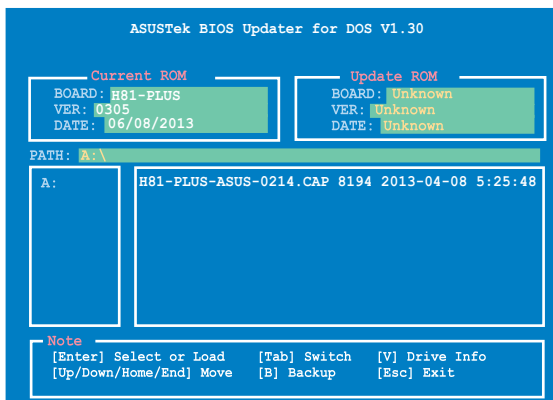 ASUSTek BIOS Updater for DOS V1.30
Current ROM
BOARD: H81-PLUS
VER: 0305
DATE: 06/08/2013
Update ROM
BOARD: Unknown
VER: Unknown
DATE: Unknown
PATH: A:\
A:
H81-PLUS-ASUS-0214.CAP 8194 2013-04-08 5:25:48
Note
[Enter] Select or Load [Tab] Switch [V] Drive Info
[Up/Down/Home/End] Move [B] Backup [Esc] Exit